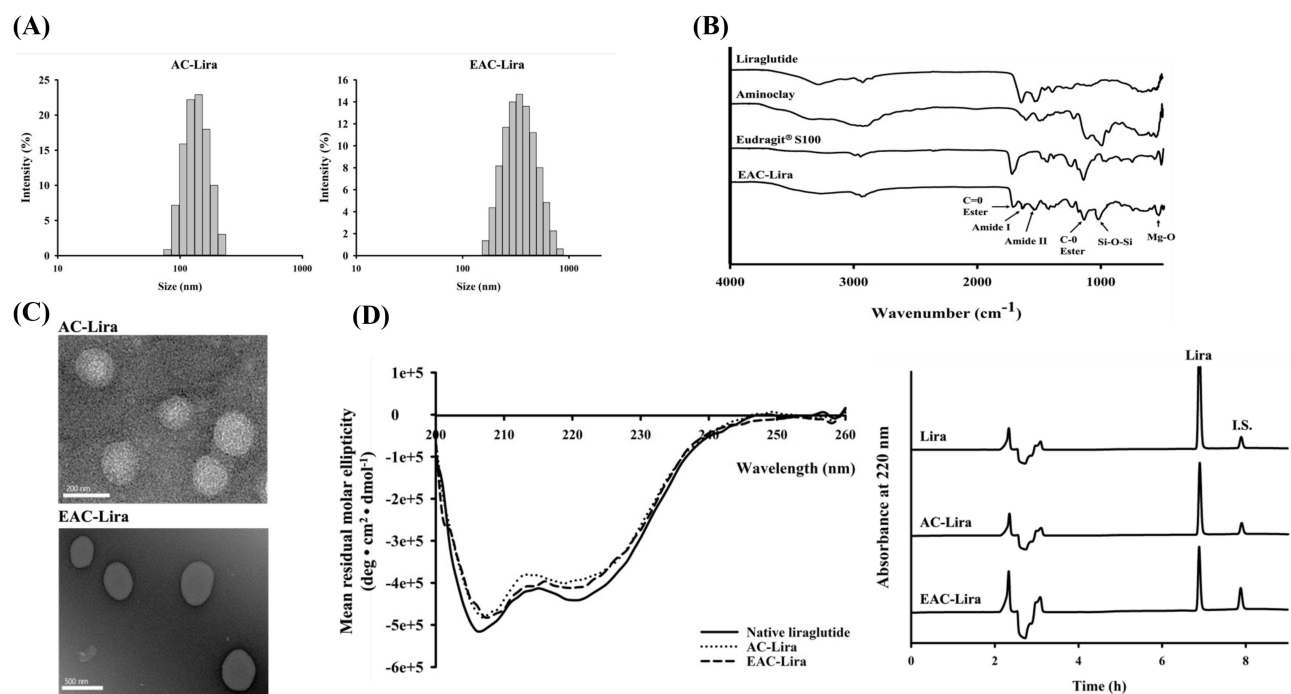 (A)
AC-Lira
25
20
15
10
5
0
Intensity (%)
10
100
1000
Size (nm)
EAC-Lira
16
14
12
10
8
6
4
2
0
Intensity (%)
10
100
1000
Size (nm)
(B)
Liraglutide
Aminoclay
Eudragit® S100
EAC-Lira
C=0
Ester
Amide I
Amide II
C-0
Ester
Si-O-Si
Mg-O
4000
3000
2000
1000
Wavenumber (cm-1)
(C)
AC-Lira
200 nm
EAC-Lira
500 nm
(D)
Mean residual molar ellipticity
(deg • cm2 • dmol-1)
1e+5
0
-1e+5
-2e+5
-3e+5
-4e+5
-5e+5
-6e+5
200
210
220
230
240
250
260
Wavelength (nm)
Native liraglutide
AC-Lira
EAC-Lira
Absorbance at 220 nm
Lira
I.S.
Lira
AC-Lira
EAC-Lira
0
2
4
6
8
Time (h)